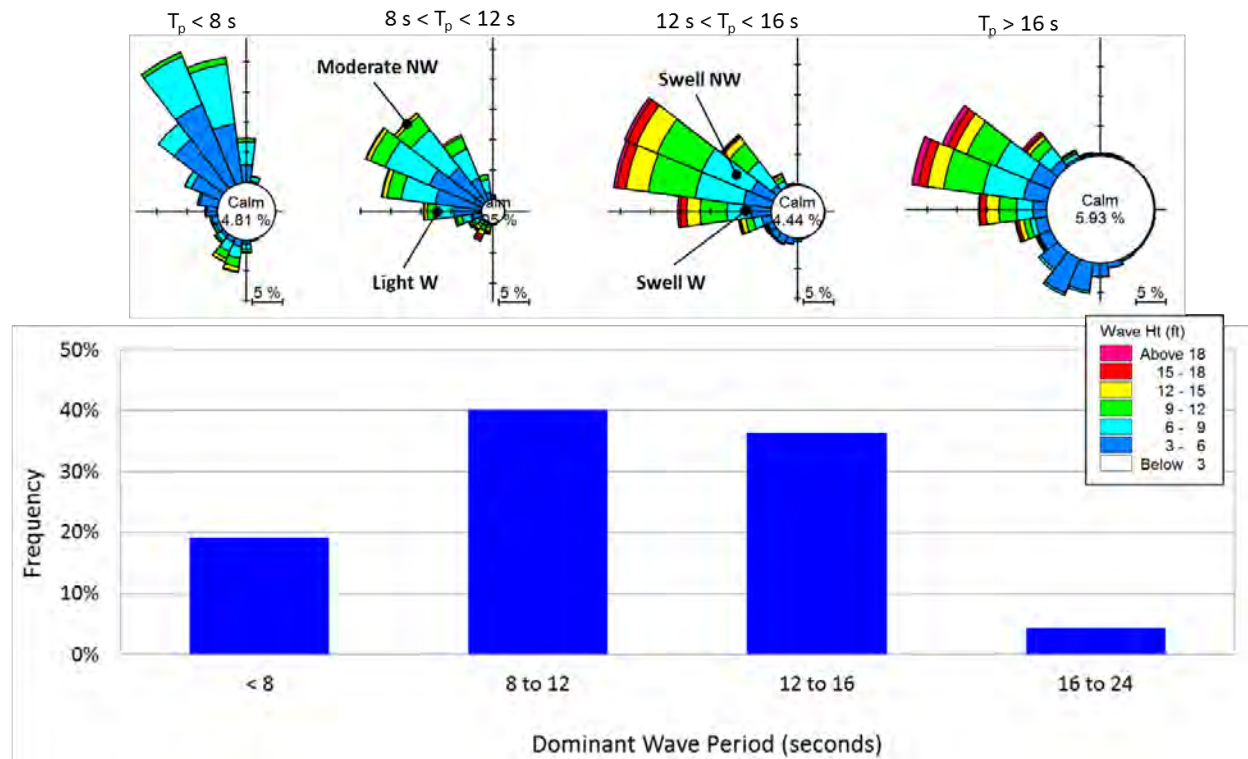 Tp < 8 s
8 s < Tp < 12 s
12 s < Tp < 16 s
Tp > 16 s
Moderate NW
Swell NW
Calm
4.81 %
Calm
4.44 %
Calm
5.93 %
Light W
Swell W
5 %
5 %
5 %
5 %
Wave Ht (ft)
Above 18
15 - 18
12 - 15
9 - 12
6 - 9
3 - 6
Below 3
50%
40%
30%
20%
10%
0%
Frequency
< 8
8 to 12
12 to 16
16 to 24
Dominant Wave Period (seconds)